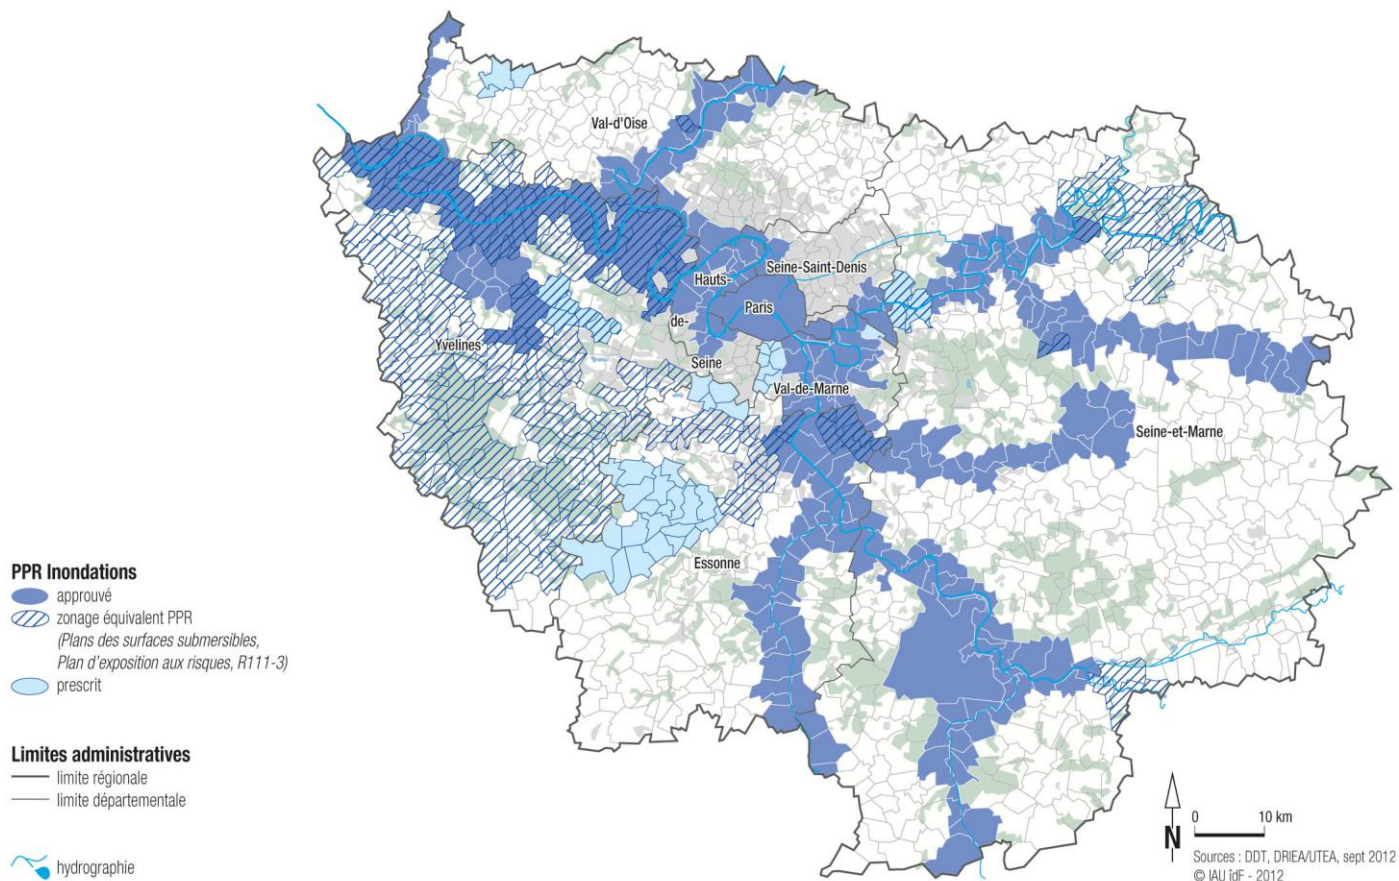 Val-d'Oise
Seine-Saint-Denis
Hauts-
Paris
de-
Seine
Yvelines
Val-de-Marne
Seine-et-Marne
Essonne
PPR Inondations
approuvé
zonage équivalent PPR
(Plans des surfaces submersibles,
Plan d'exposition aux risques, R111-3)
prescrit
Limites administratives
limite régionale
limite départementale
hydrographie
N
0 10 km
Sources : DDT, DRIEA/UTEA, sept 2012
© IAU îdF - 2012